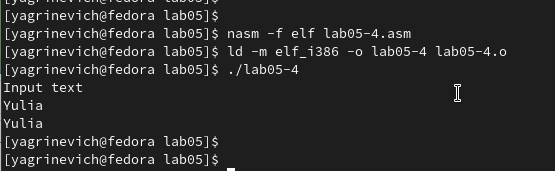 [yagrinevich@fedora lab05]$
[yagrinevich@fedora lab05]$ nasm -f elf lab05-4.asm
[yagrinevich@fedora lab05]$ ld -m elf_i386 -o lab05-4 lab05-4.o
[yagrinevich@fedora lab05]$ ./lab05-4
Input text
Yulia
Yulia
[yagrinevich@fedora lab05]$
[yagrinevich@fedora lab05]$